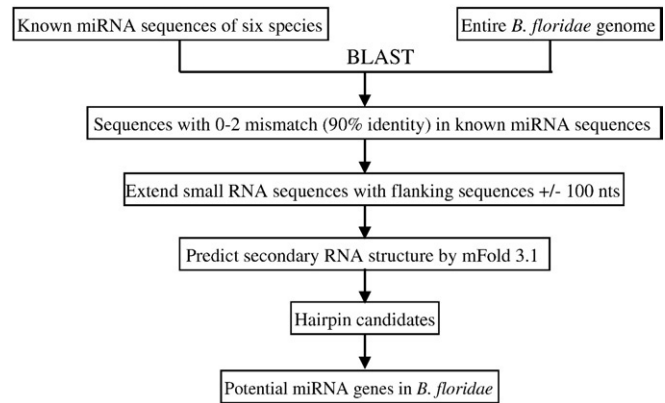 Known miRNA sequences of six species
Entire B. floridae genome
BLAST
Sequences with 0-2 mismatch (90% identity) in known miRNA sequences
Extend small RNA sequences with flanking sequences +/- 100 nts
Predict secondary RNA structure by mFold 3.1
Hairpin candidates
Potential miRNA genes in B. floridae